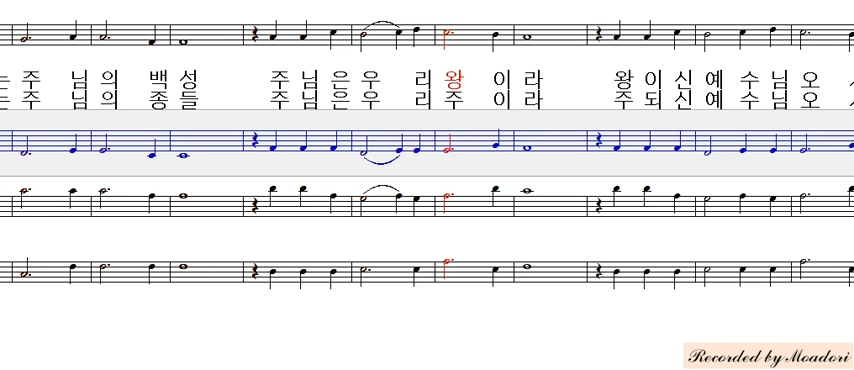 는 주 님 의 백 성 주 님 은 우 리 왕 이 라 왕 이 신 예 수 님 오
든 주 님 의 종 들 주 님 은 우 리 주 이 라 주 되 신 예 수 님 오
Recorded by Moadori